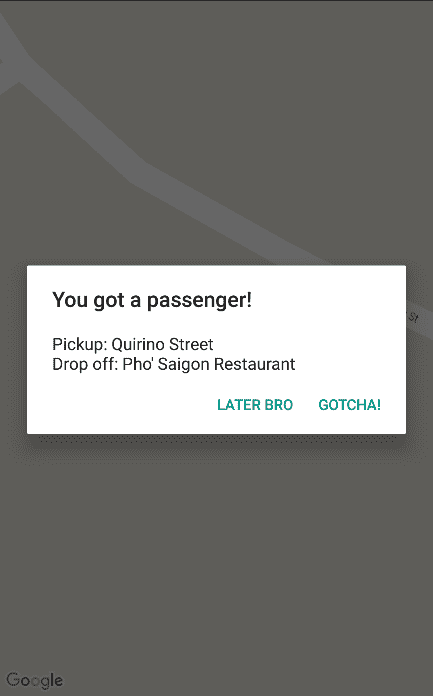 You got a passenger!
Pickup: Quirino Street
Drop off: Pho' Saigon Restaurant
LATER BRO GOTCHA!
St
Google